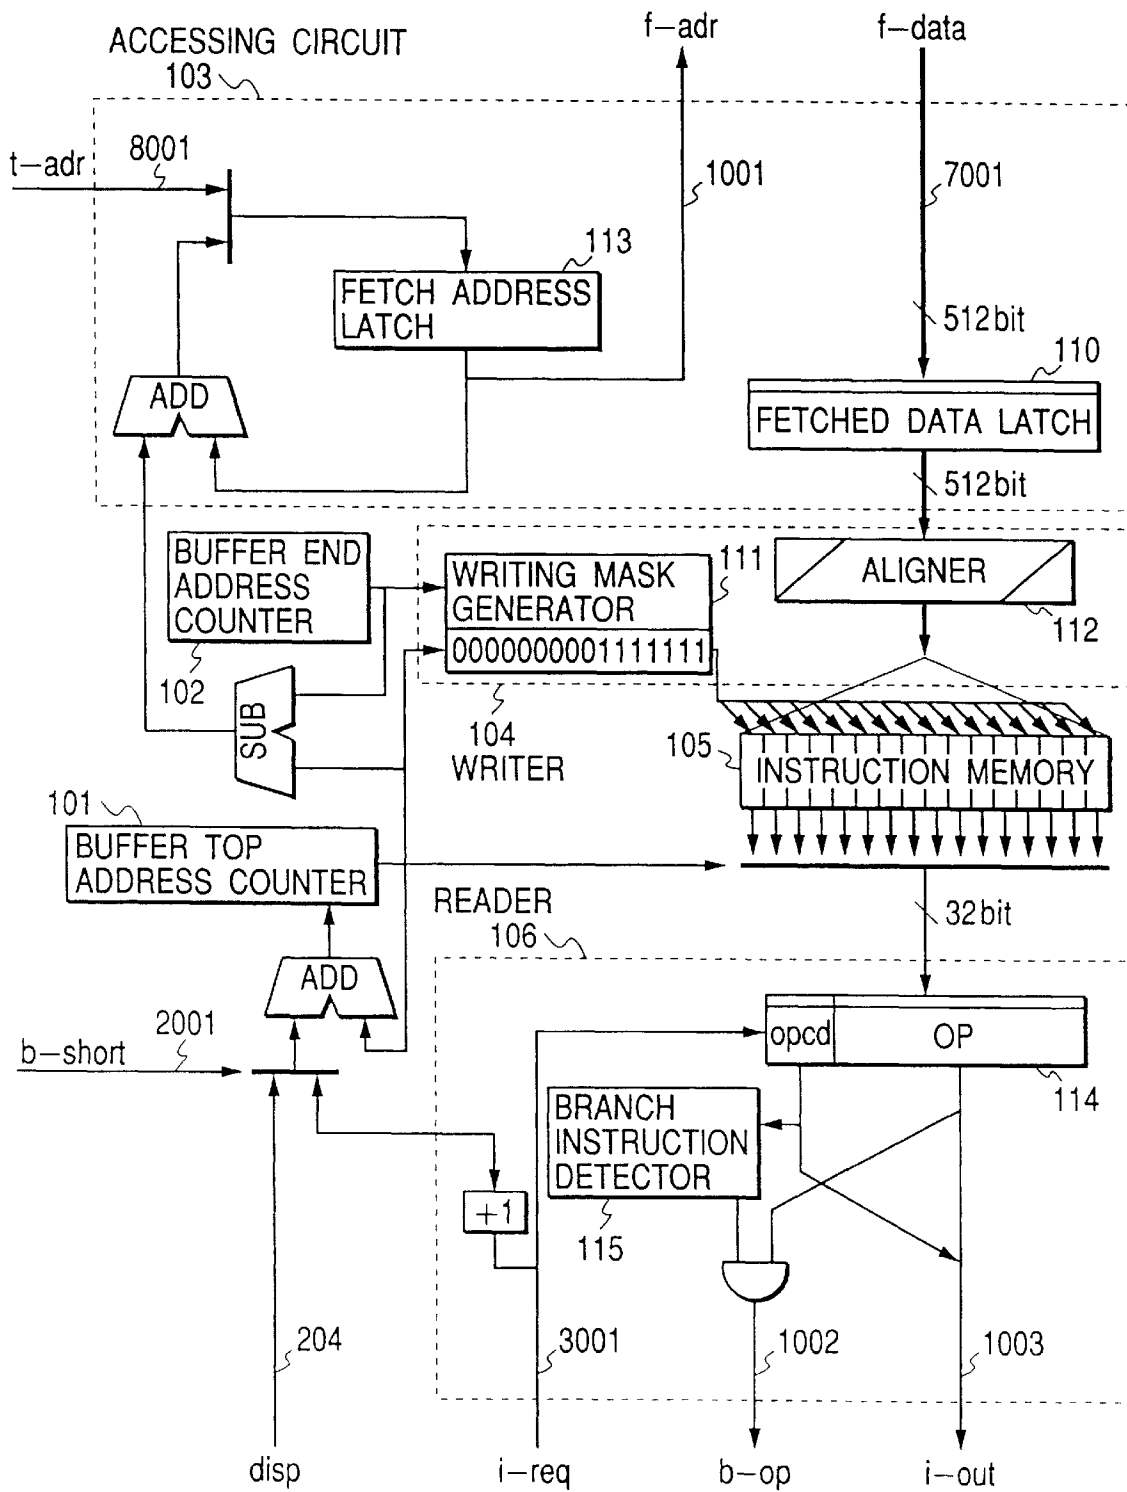 f-adr
f-data
ACCESSING CIRCUIT
103
t-adr
8001
1001
7001
113
FETCH ADDRESS
LATCH
512bit
110
ADD
FETCHED DATA LATCH
512bit
BUFFER END
ADDRESS
COUNTER
102
WRITING MASK
GENERATOR
0000000001111111
111
ALIGNER
112
SUB
104
WRITER
105
INSTRUCTION MEMORY
101
BUFFER TOP
ADDRESS COUNTER
READER
106
32bit
ADD
b-short
2001
opcd
OP
114
BRANCH
INSTRUCTION
DETECTOR
115
+1
204
3001
1002
1003
disp
i-req
b-op
i-out